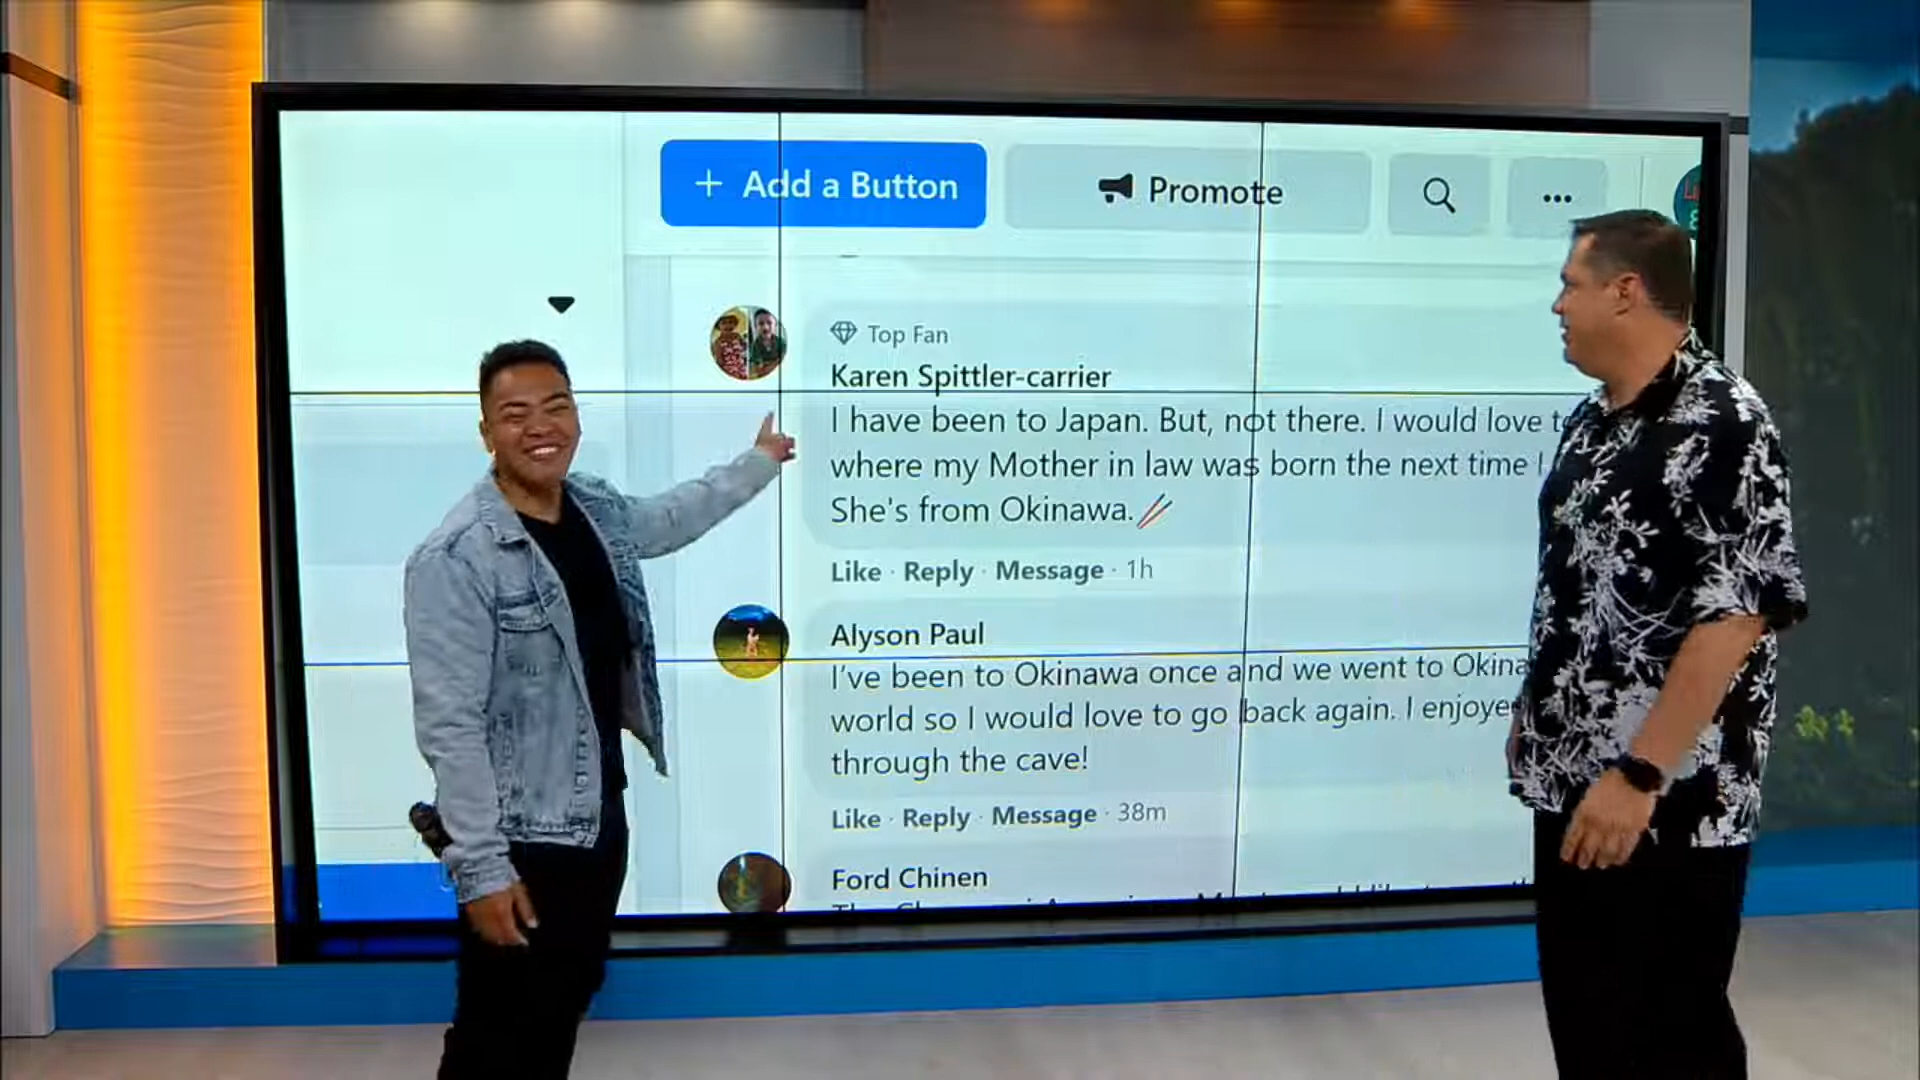 + Add a Button
Promote
Top Fan
Karen Spittler-carrier
I have been to Japan. But, not there. I would love
where my Mother in law was born the next time I
She's from Okinawa.
Like · Reply · Message · 1h
Alyson Paul
I've been to Okinawa once and we went to
world so I would love to go back again. I
through the cave!
Like · Reply · Message · 38m
Ford Chinen